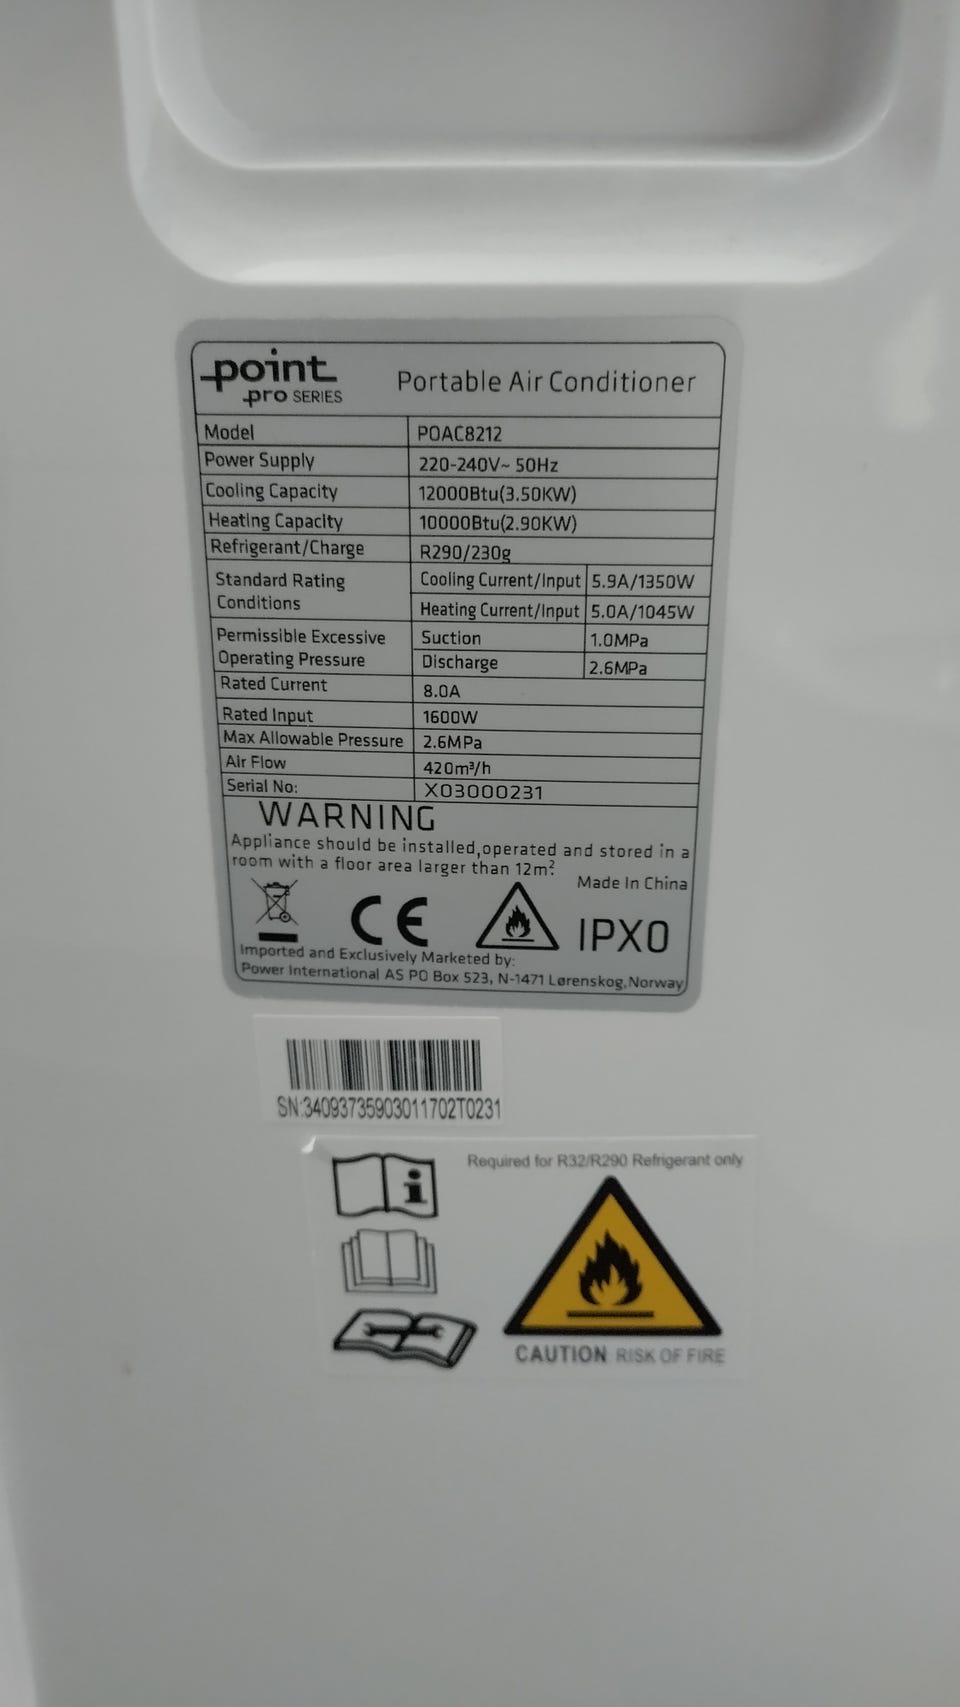 point
pro SERIES
Portable Air Conditioner
Model POAC8212
Power Supply 220-240V~ 50Hz
Cooling Capacity 12000Btu(3.50KW)
Heating Capacity 10000Btu(2.90KW)
Refrigerant/Charge R290/230g
Standard Rating Conditions Cooling Current/Input 5.9A/1350W
Heating Current/Input 5.0A/1045W
Permissible Excessive Operating Pressure Suction 1.0MPa
Discharge 2.6MPa
Rated Current 8.0A
Rated Input 1600W
Max Allowable Pressure 2.6MPa
Air Flow 420m³/h
Serial No: X03000231
WARNING
Appliance should be installed,operated and stored in a
room with a floor area larger than 12m².
Made In China
CE IPX0
Imported and Exclusively Marketed by:
Power International AS PO Box 523, N-1471 Lørenskog,Norway
SN:34093735903011702T0231
Required for R32/R290 Refrigerant only
CAUTION RISK OF FIRE